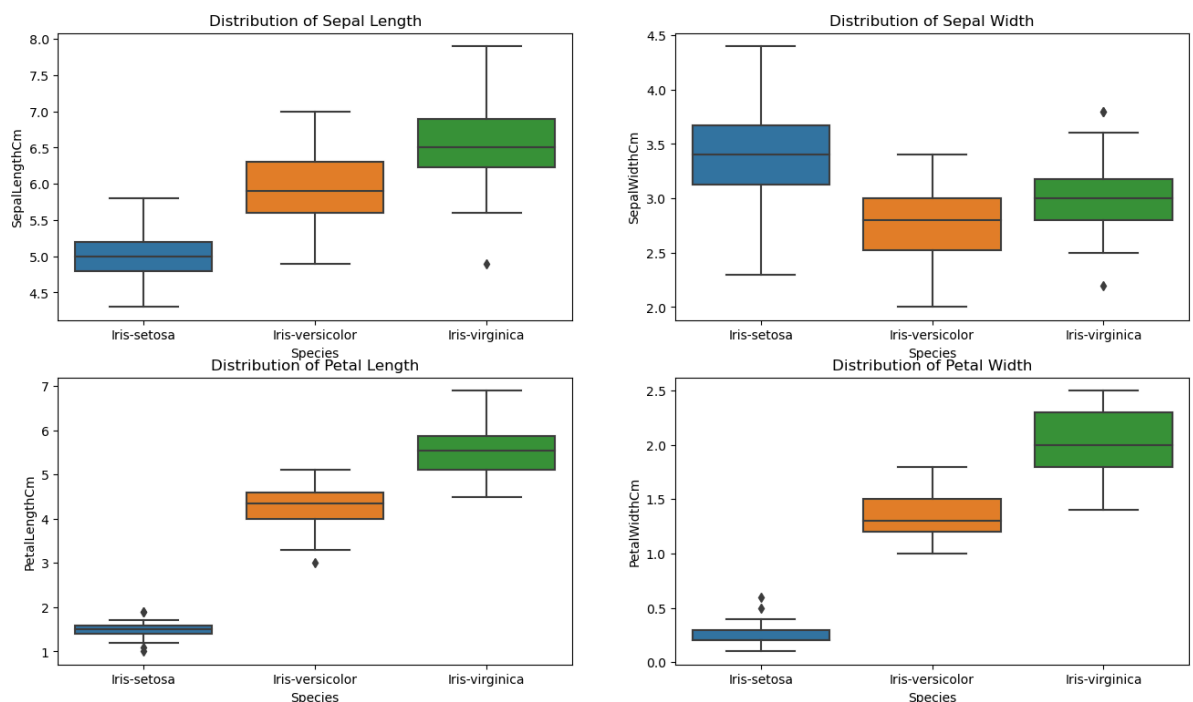 Distribution of Sepal Length
SepalLengthCm
8.0
7.5
7.0
6.5
6.0
5.5
5.0
4.5
Iris-setosa Iris-versicolor Iris-virginica
Species
Distribution of Sepal Width
SepalWidthCm
4.5
4.0
3.5
3.0
2.5
2.0
Iris-setosa Iris-versicolor Iris-virginica
Species
Distribution of Petal Length
PetalLengthCm
7
6
5
4
3
2
1
Iris-setosa Iris-versicolor Iris-virginica
Species
Distribution of Petal Width
PetalWidthCm
2.5
2.0
1.5
1.0
0.5
0.0
Iris-setosa Iris-versicolor Iris-virginica
Species